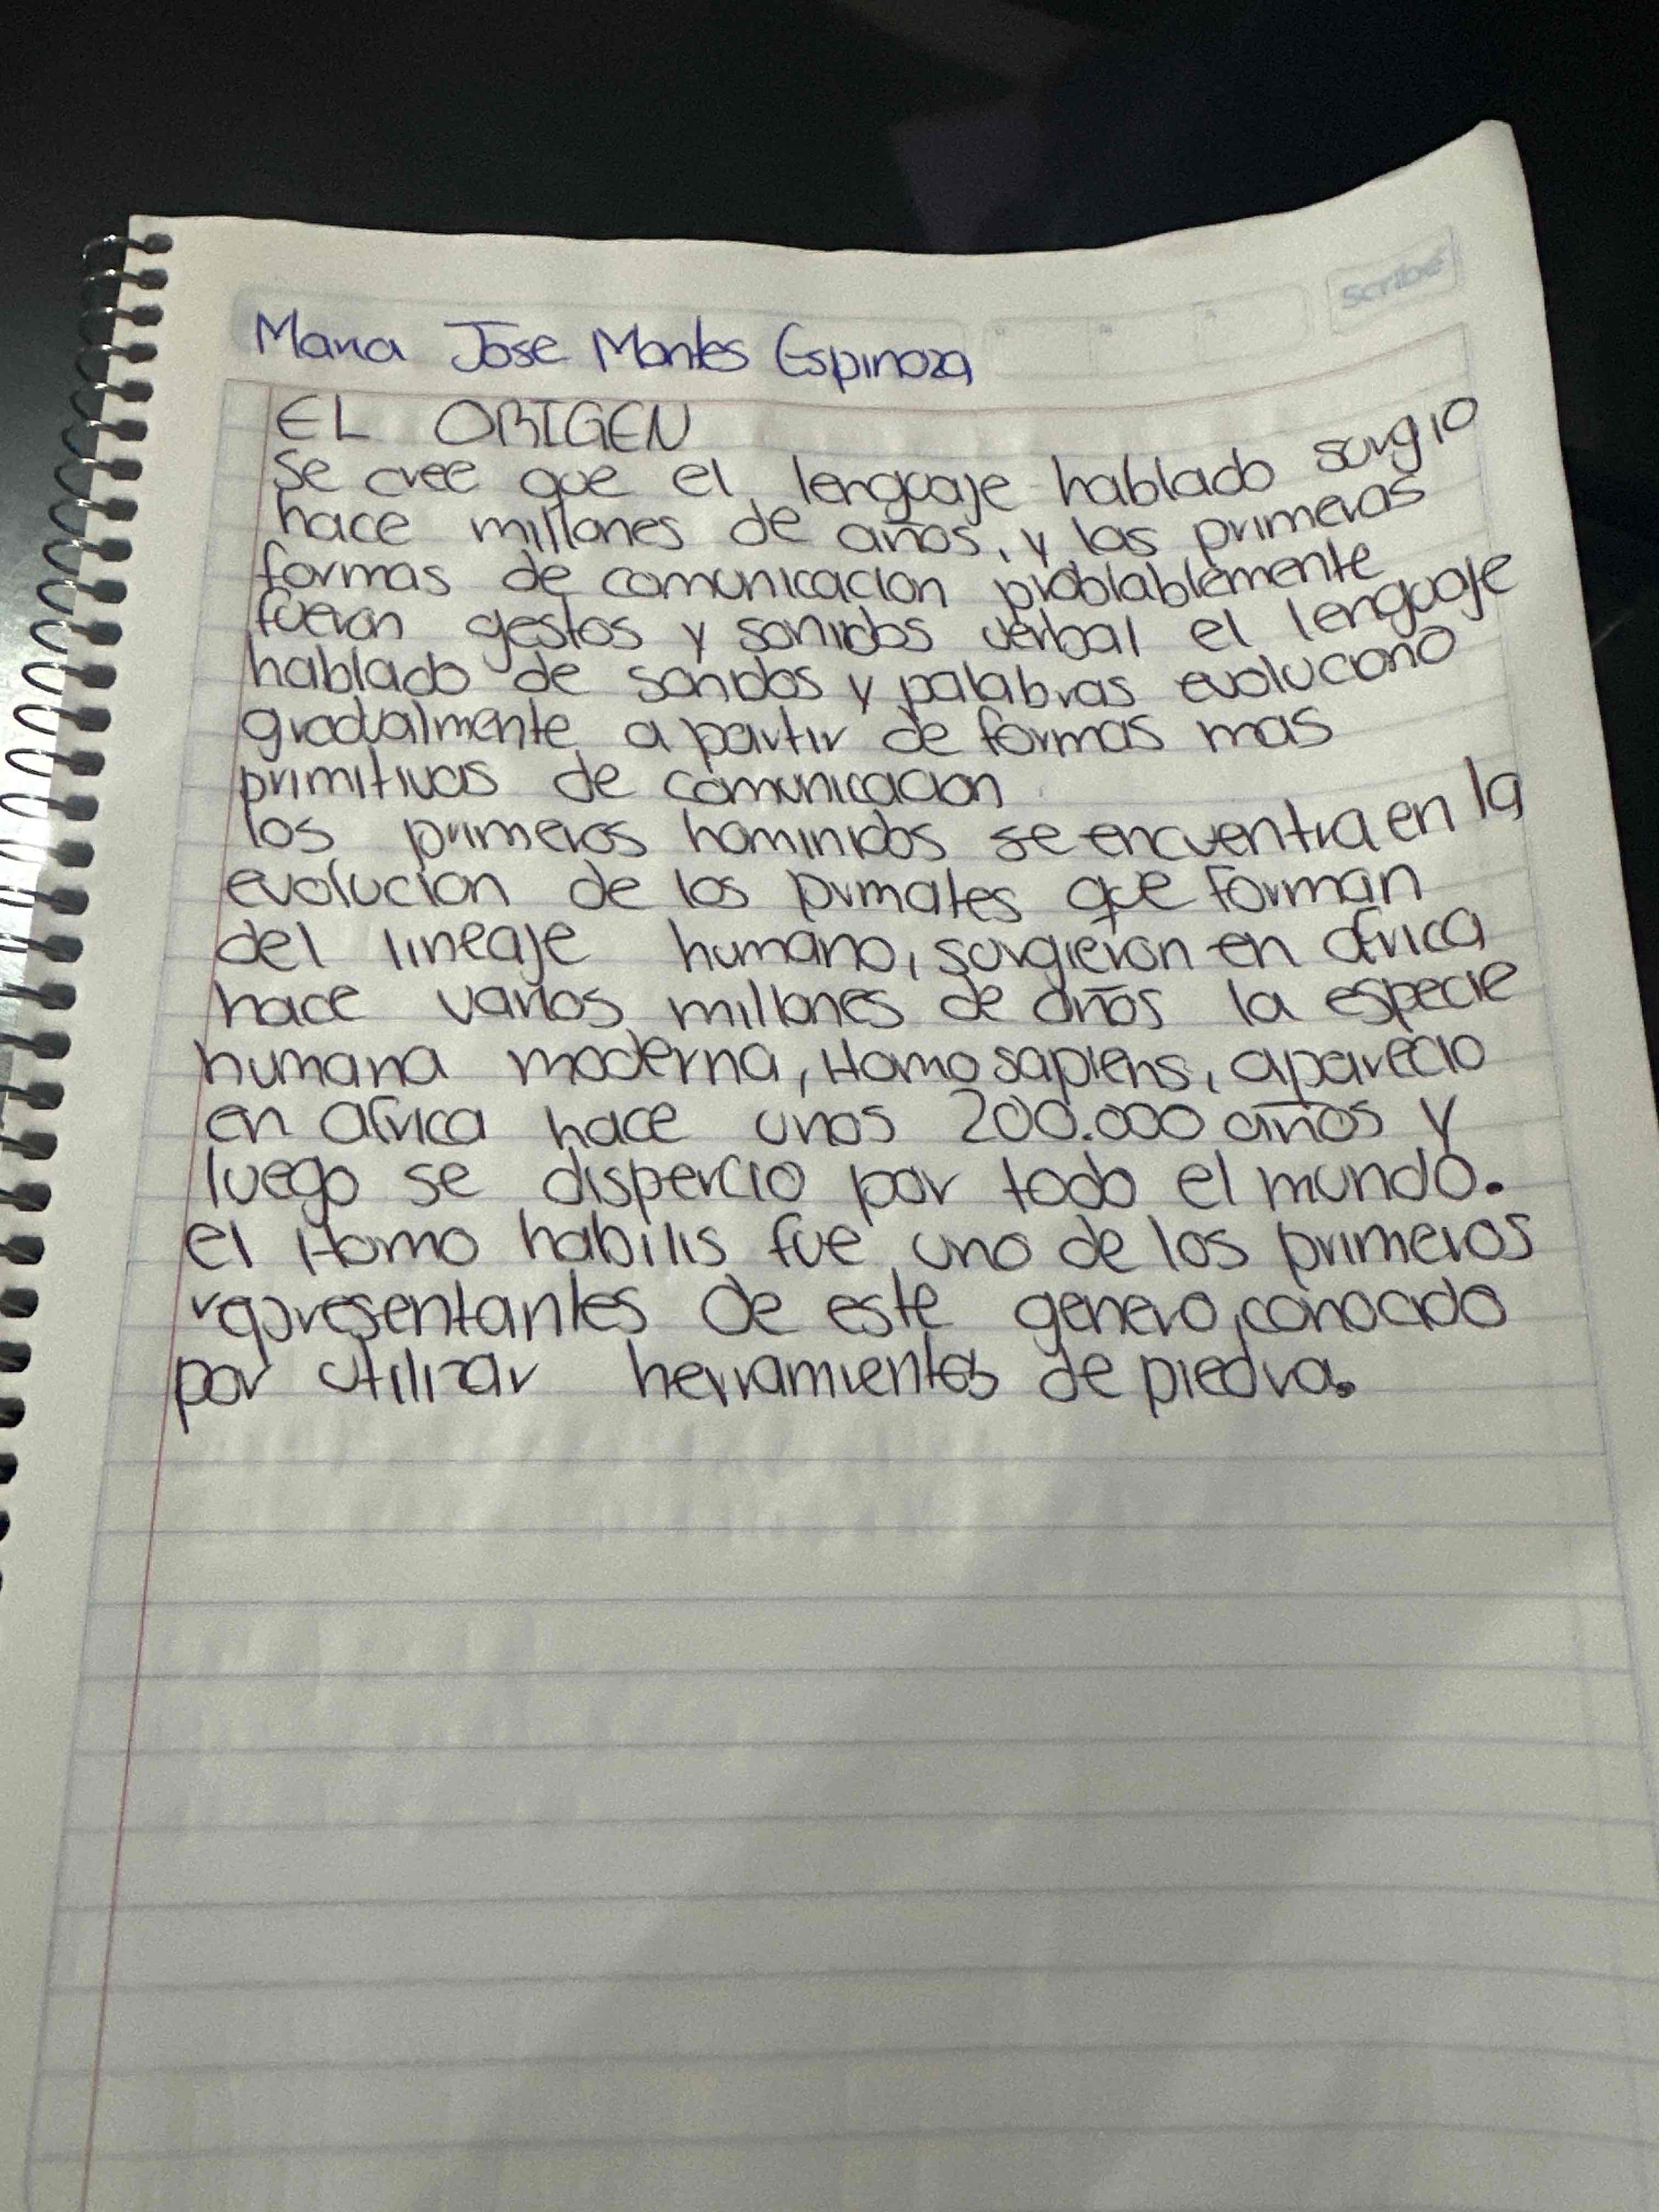 Scribe
Maria Jose Montes Espinoza
EL ORIGEN
Se cree que el lenguaje hablado surgio
hace millones de años, y las primeras
formas de comunicacion problablemente
fueron gestos y sonidos verbal el lenguaje
hablado de sonidos y palabras evoluciono
gradualmente a partir de formas mas
primitivas de comunicacion
los primeros hominidos se encuentra en la
evolucion de los primates que forman
del lineaje humano, surgieron en africa
hace varios millones de años la especie
humana moderna, Homo sapiens, aparecio
en africa hace unos 200.000 años y
luego se dispercio por todo el mundo.
el Homo habilis fue uno de los primeros
representantes de este genero, conocido
por utilizar herramientas de piedra.